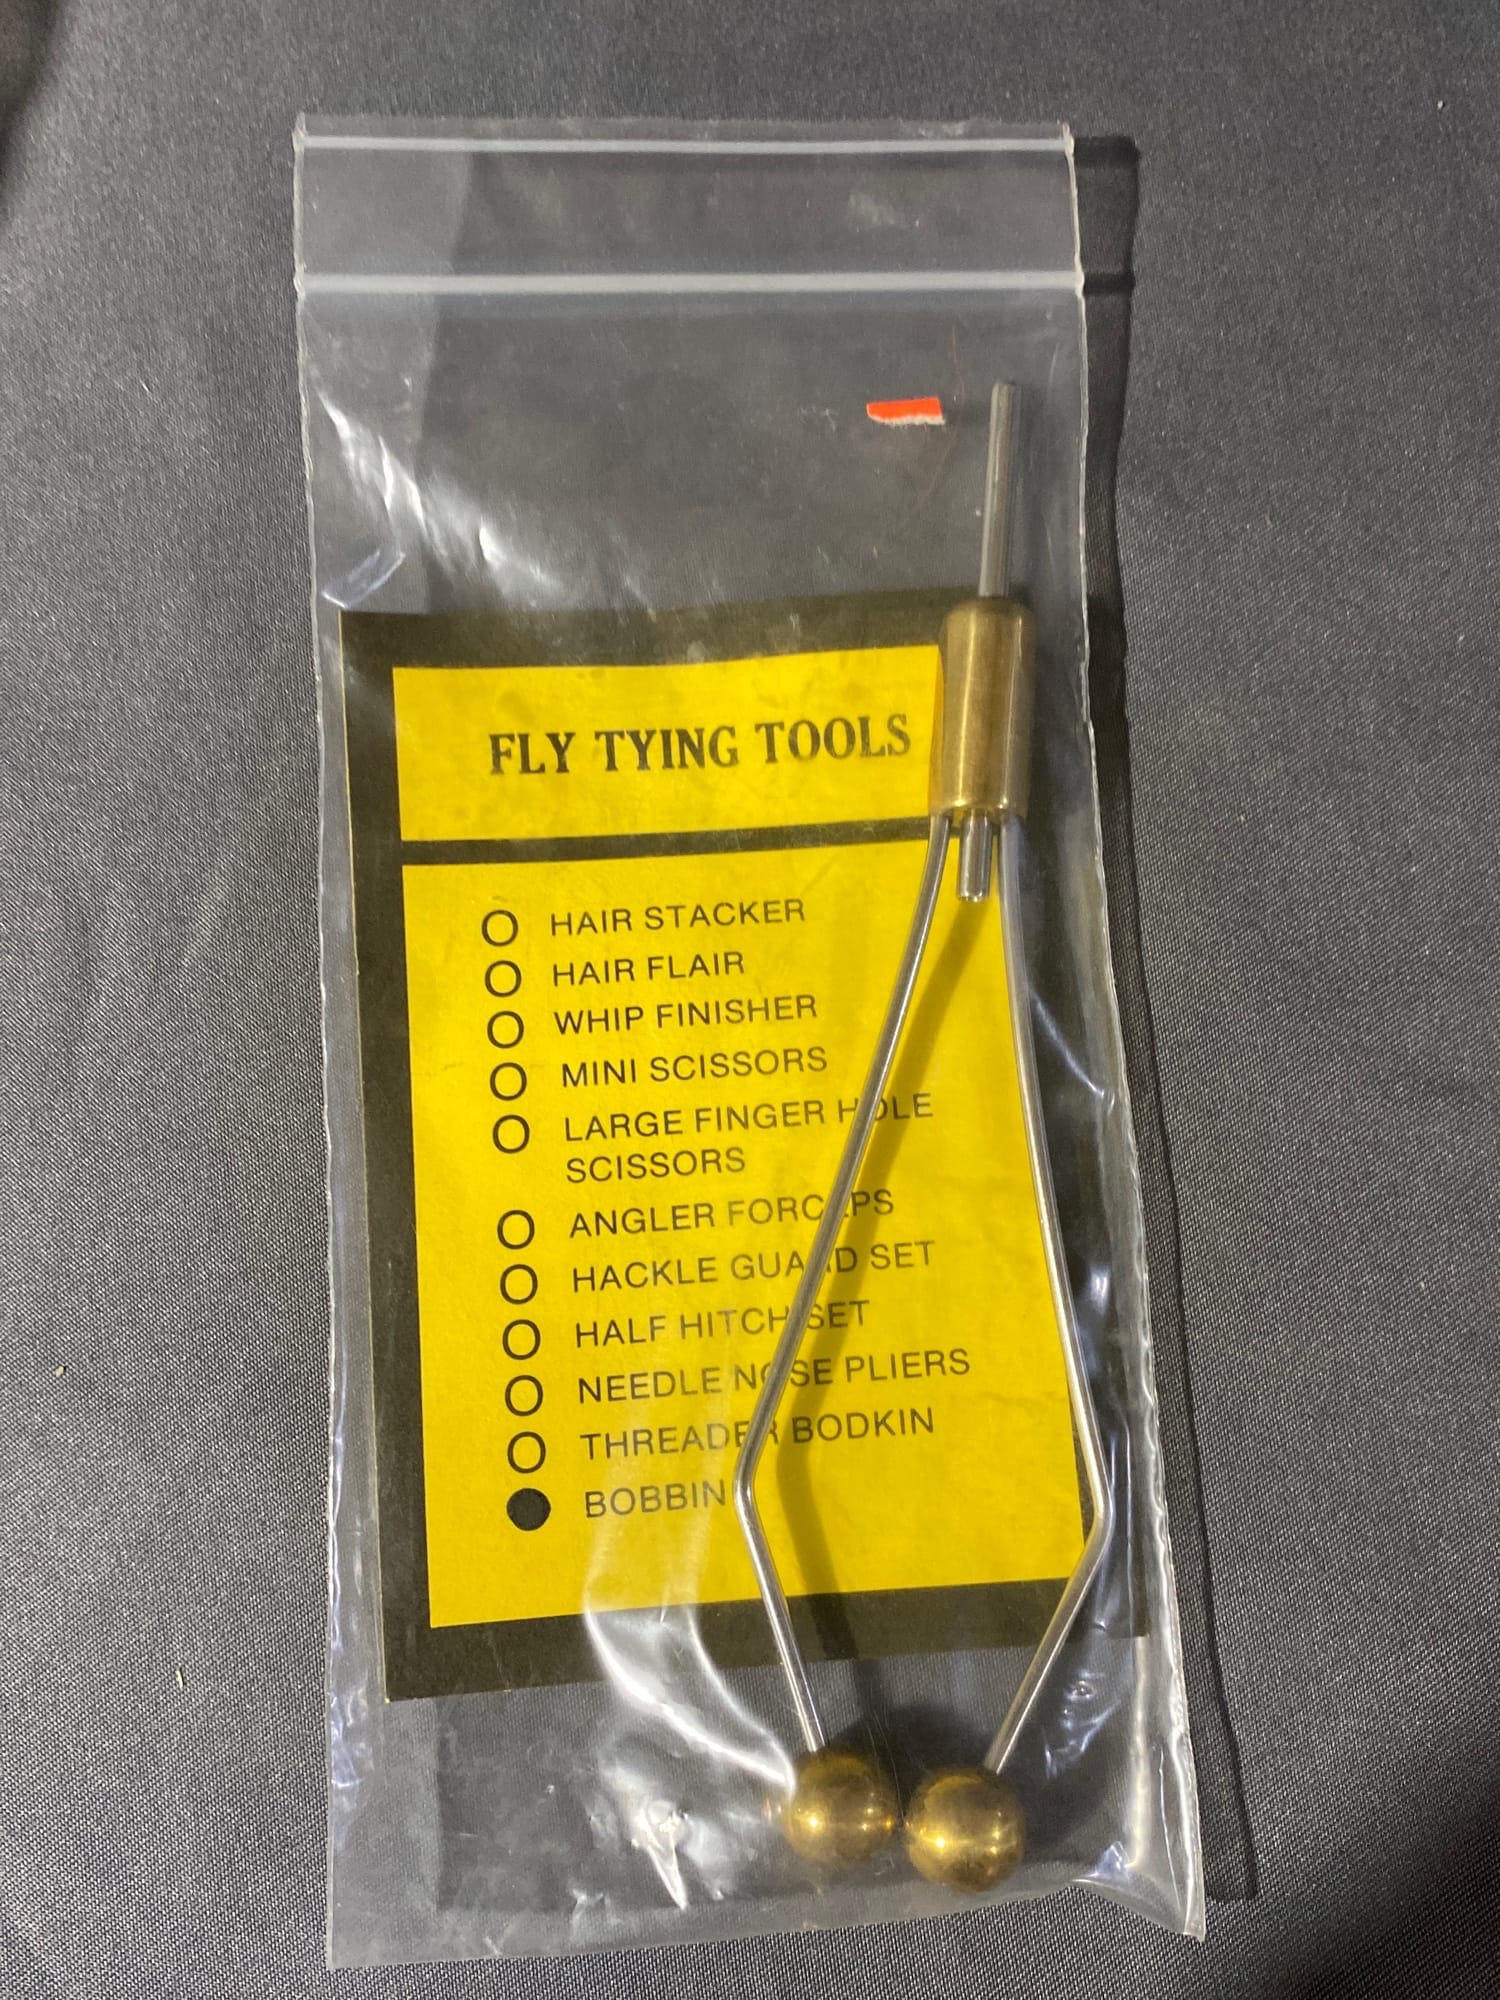 FLY TYING TOOLS
HAIR STACKER
HAIR FLAIR
WHIP FINISHER
MINI SCISSORS
LARGE FINGER HOLE
SCISSORS
ANGLER FORCEPS
HACKLE GUARD SET
HALF HITCH SET
NEEDLE NOSE PLIERS
THREADER BODKIN
BOBBIN